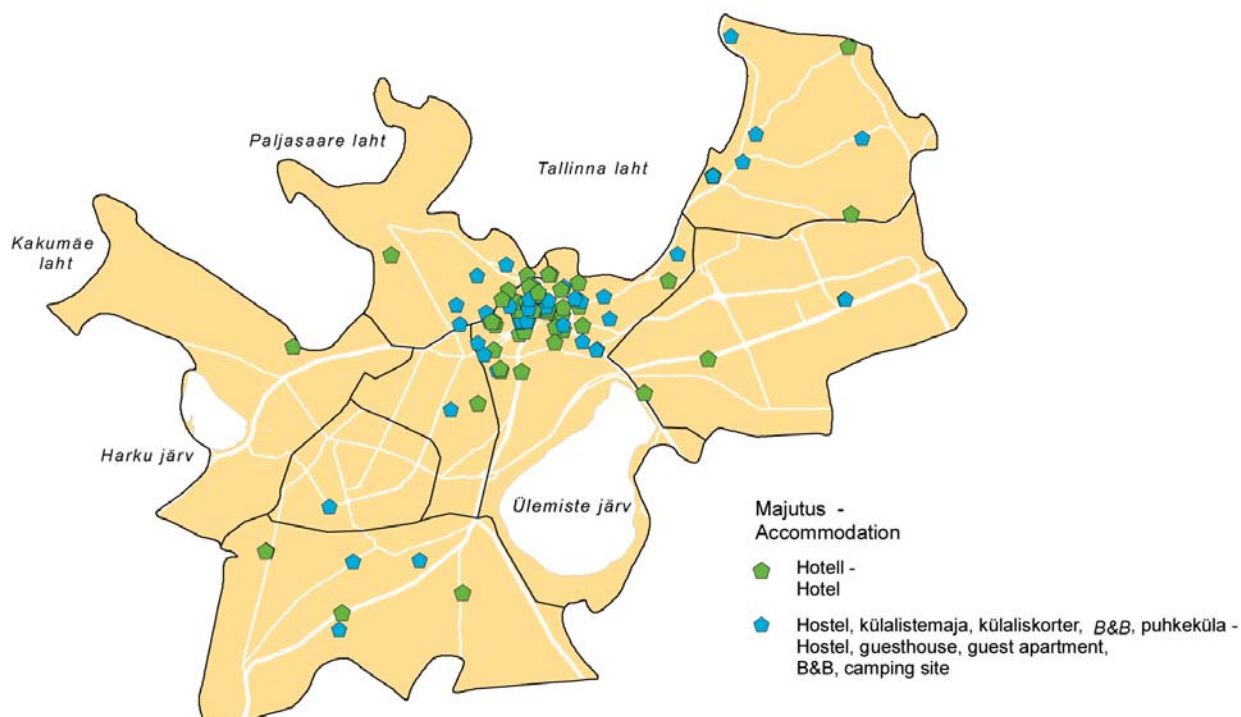 Paljasaare laht
Tallinna laht
Kakumäe
laht
Harku järv
Ülemiste järv
Majutus -
Accommodation
Hotell -
Hotel
Hostel, külalistemaja, külaliskorter, B&B, puhkeküla -
Hostel, guesthouse, guest apartment,
B&B, camping site